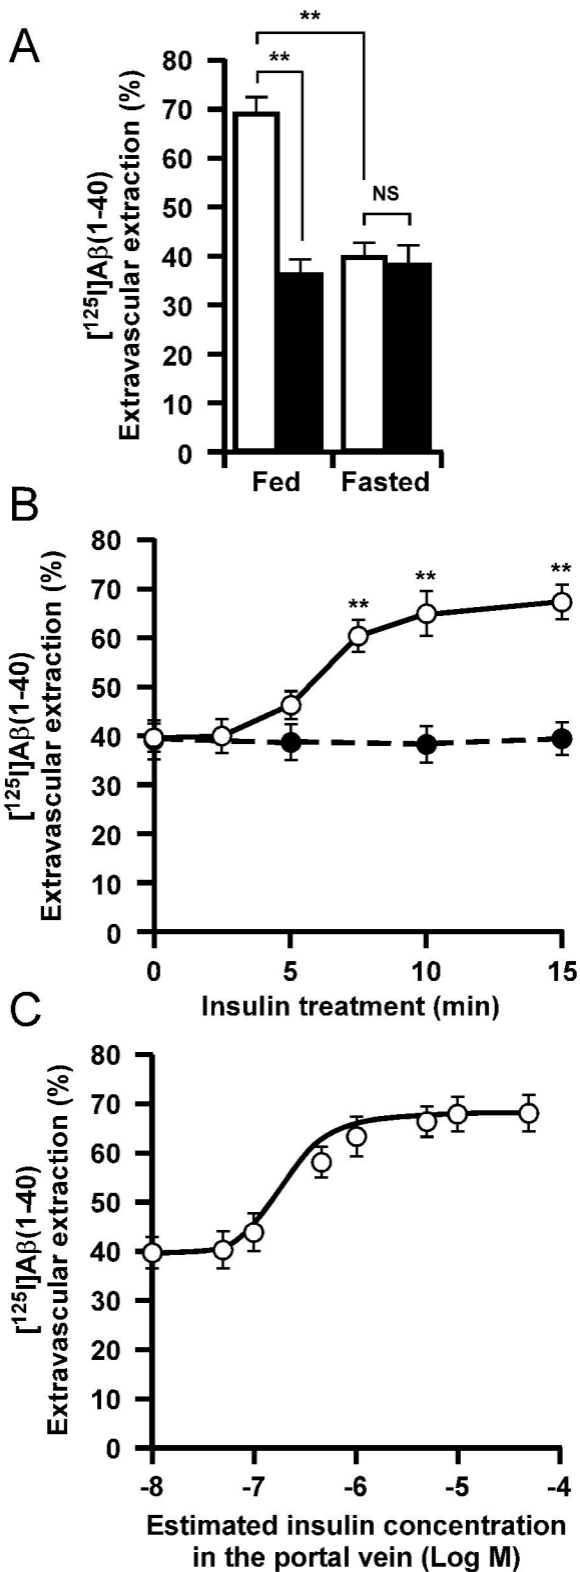 A
**
**
NS
[125I]Aβ(1-40)
Extravascular extraction (%)
80
70
60
50
40
30
20
10
0
Fed
Fasted
B
**
**
**
[125I]Aβ(1-40)
Extravascular extraction (%)
80
70
60
50
40
30
20
10
0
0 5 10 15
Insulin treatment (min)
C
[125I]Aβ(1-40)
Extravascular extraction (%)
80
70
60
50
40
30
20
10
0
-8 -7 -6 -5 -4
Estimated insulin concentration
in the portal vein (Log M)